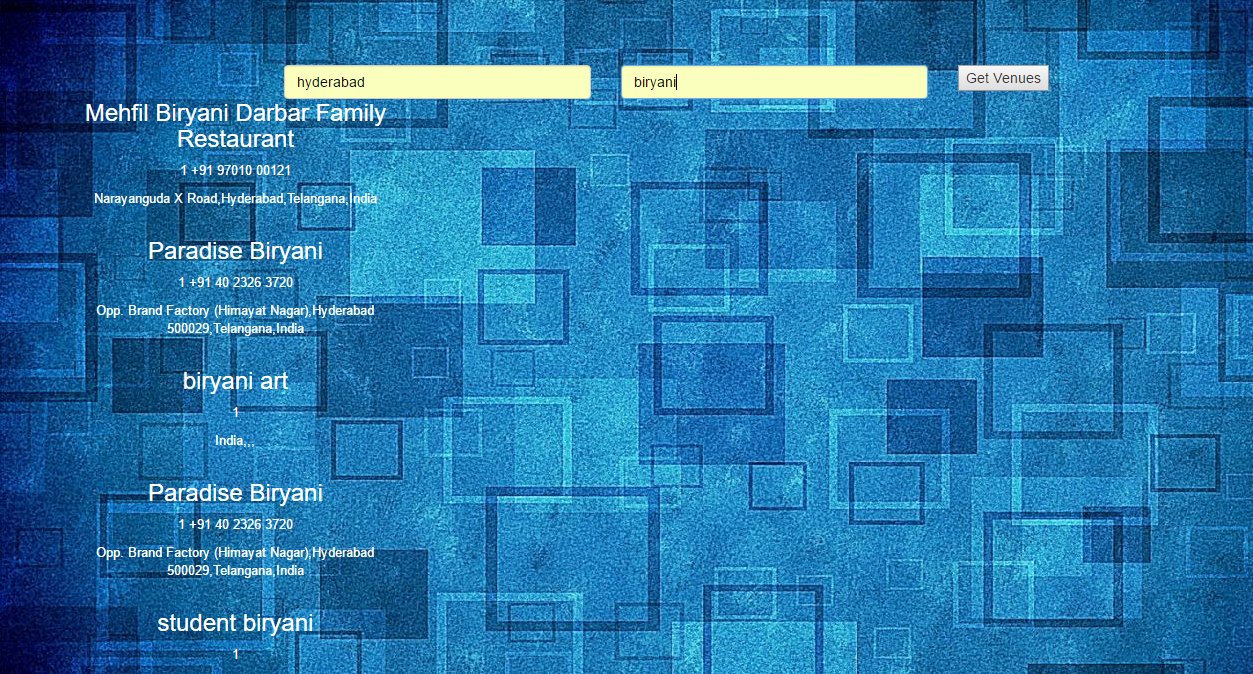 hyderabad
biryani
Get Venues
Mehfil Biryani Darbar Family
Restaurant
1 +91 97010 00121
Narayanguda X Road,Hyderabad,Telangana,India
Paradise Biryani
1 +91 40 2326 3720
Opp. Brand Factory (Himayat Nagar),Hyderabad
500029,Telangana,India
biryani art
1
India,,,
Paradise Biryani
1 +91 40 2326 3720
Opp. Brand Factory (Himayat Nagar),Hyderabad
500029,Telangana,India
student biryani
1